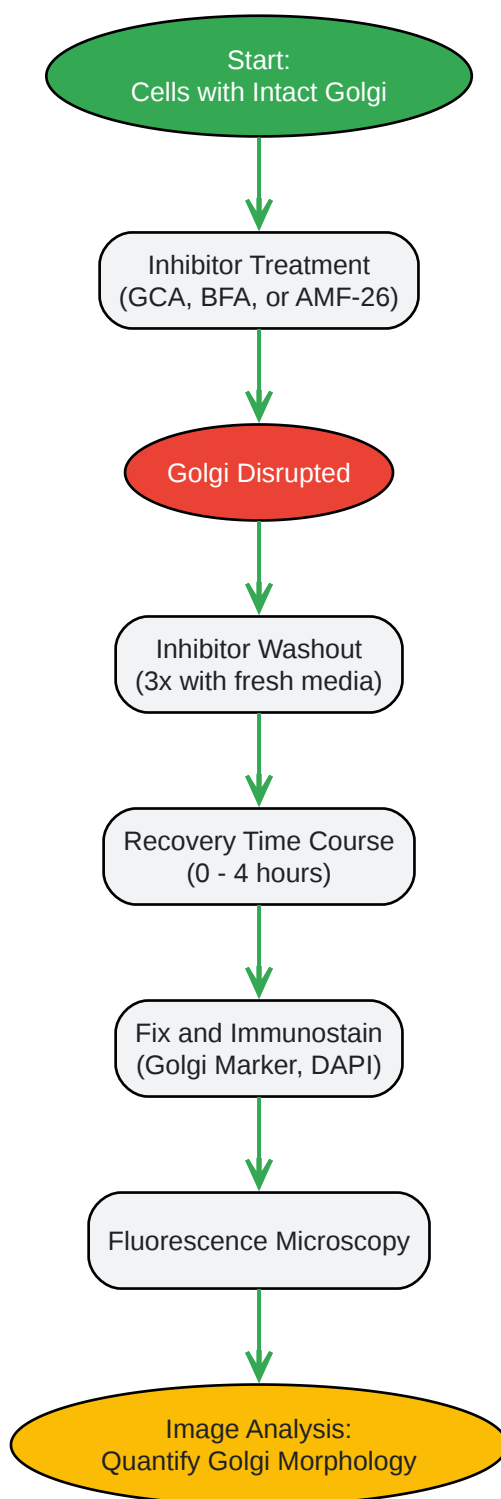 Start:
Cells with Intact Golgi
Inhibitor Treatment
(GCA, BFA, or AMF-26)
Golgi Disrupted
Inhibitor Washout
(3x with fresh media)
Recovery Time Course
(0 - 4 hours)
Fix and Immunostain
(Golgi Marker, DAPI)
Fluorescence Microscopy
Image Analysis:
Quantify Golgi Morphology